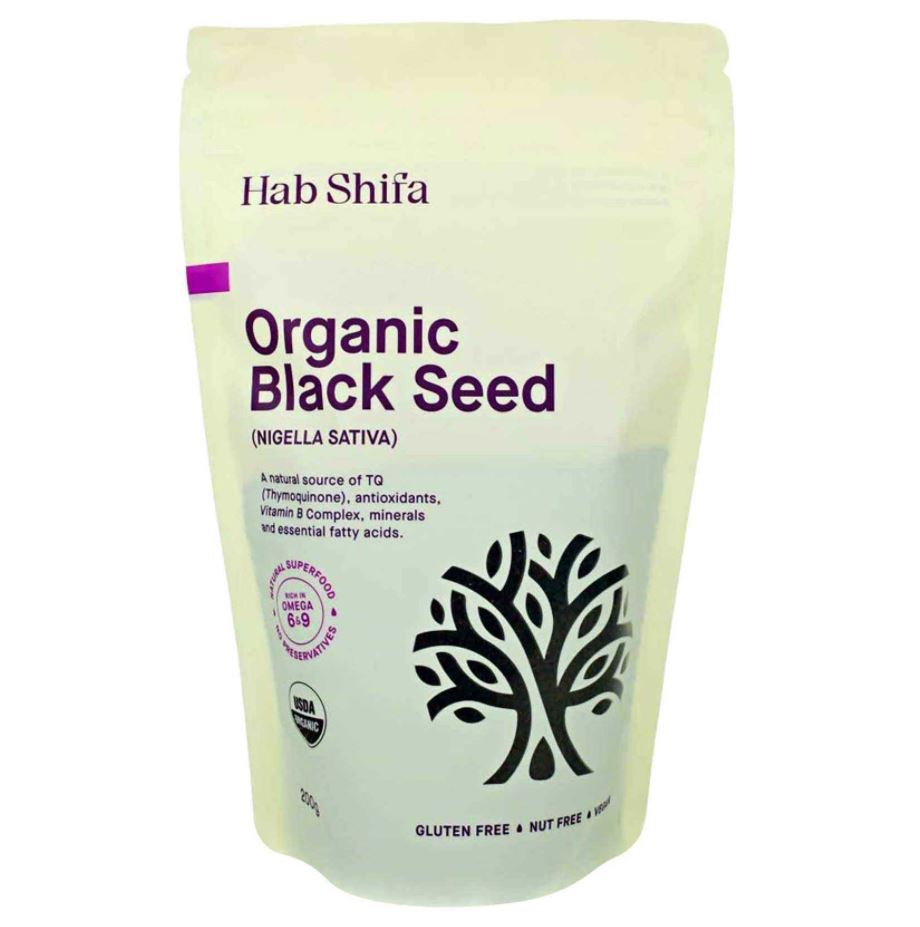 Hab Shifa
Organic
Black Seed
(NIGELLA SATIVA)
A natural source of TQ
(Thymoquinone), antioxidants,
Vitamin B Complex, minerals
and essential fatty acids.
NATURAL SUPERFOOD
RICH IN
OMEGA
6&9
NO PRESERVATIVES
USDA
ORGANIC
200g
GLUTEN FREE NUT FREE VEGAN